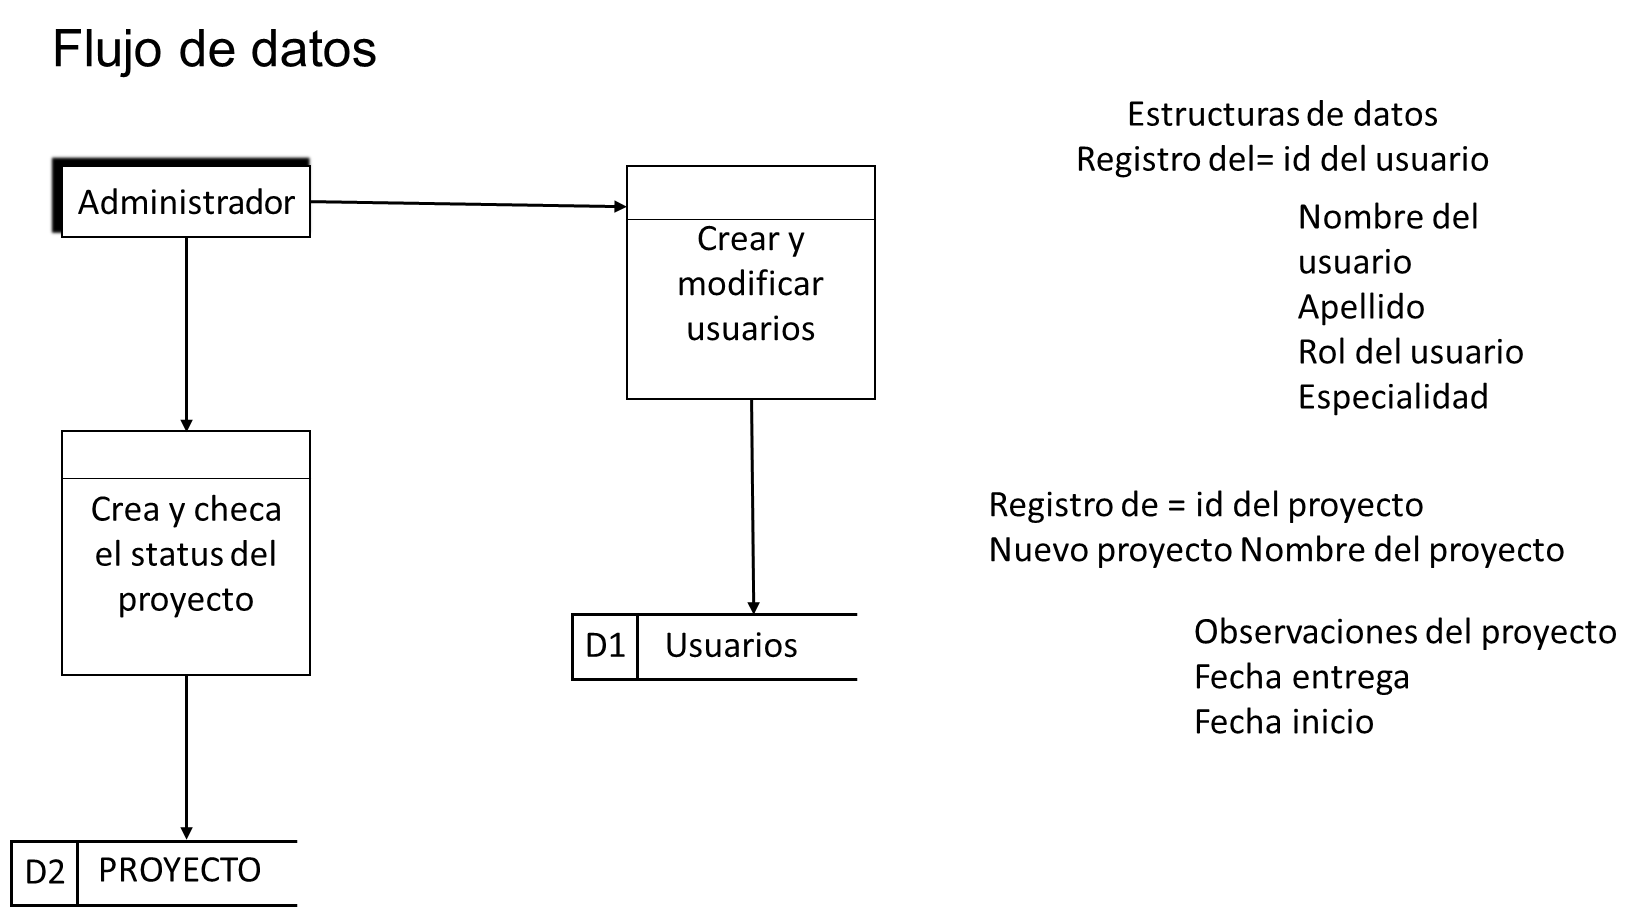 Flujo de datos
Administrador
Crear y
modificar
usuarios
Crea y checa
el status del
proyecto
D1 Usuarios
D2 PROYECTO
Estructuras de datos
Registro del= id del usuario
Nombre del
usuario
Apellido
Rol del usuario
Especialidad
Registro de = id del proyecto
Nuevo proyecto Nombre del proyecto
Observaciones del proyecto
Fecha entrega
Fecha inicio